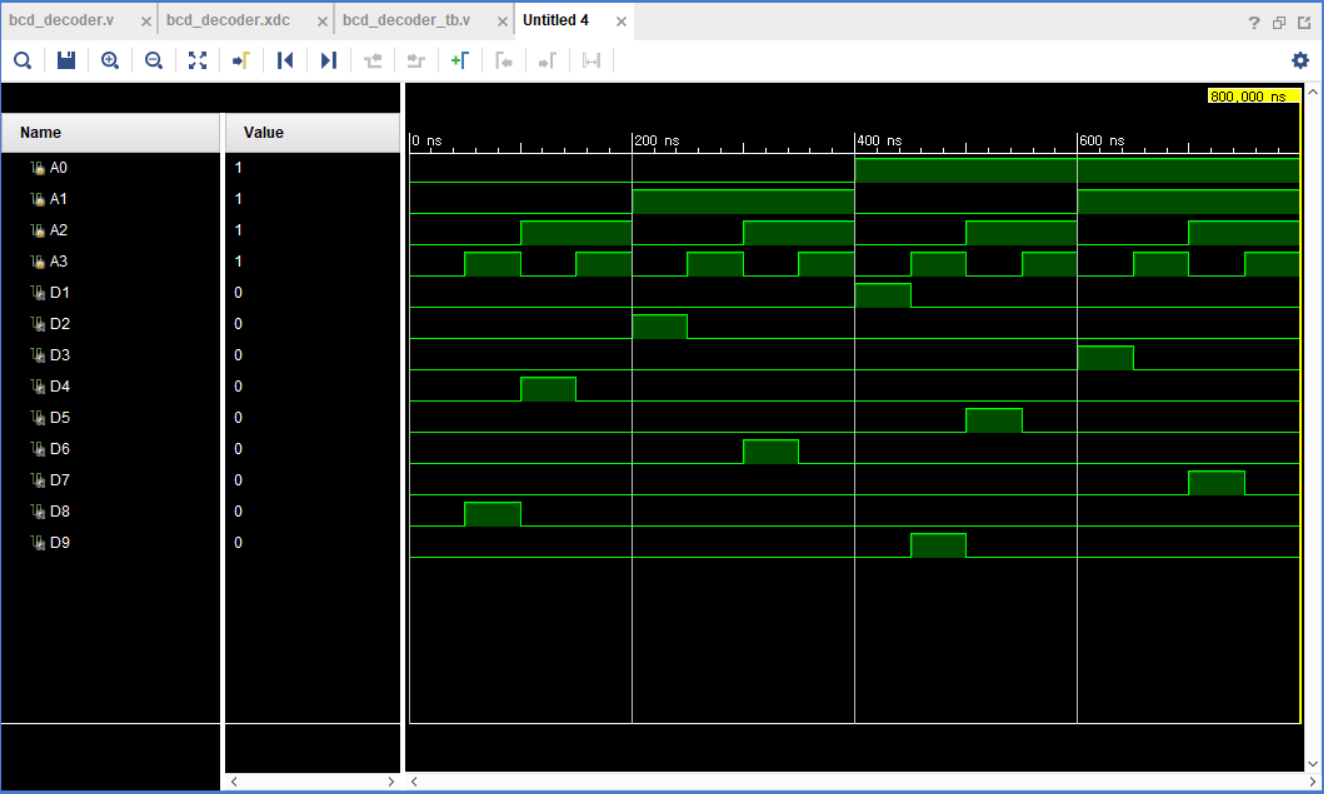 bcd_decoder.v × bcd_decoder.xdc × bcd_decoder_tb.v × Untitled 4 ×
?
800,000 ns
Name Value
0 ns 200 ns 400 ns 600 ns
A0 1
A1 1
A2 1
A3 1
D1 0
D2 0
D3 0
D4 0
D5 0
D6 0
D7 0
D8 0
D9 0